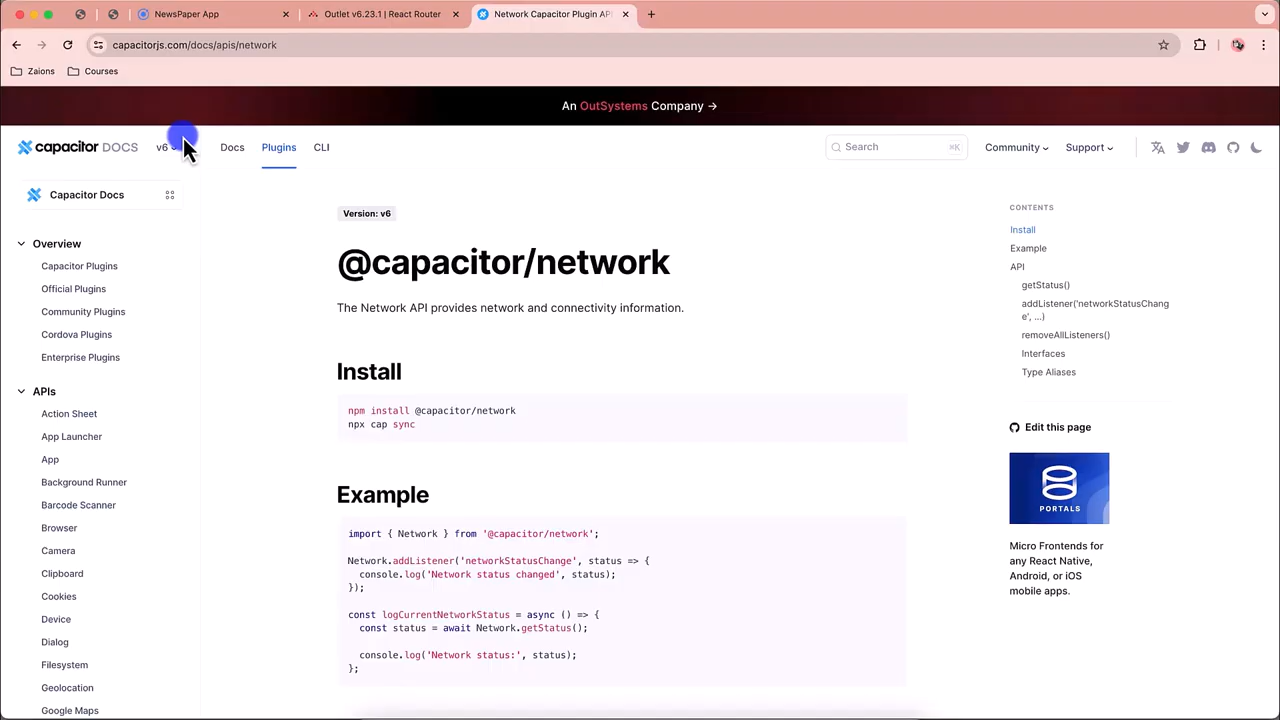 NewsPaper App
Outlet v6.23.1 | React Router
Network Capacitor Plugin API
capacitorjs.com/docs/apis/network
Zaions
Courses
An OutSystems Company →
capacitor DOCS
v6
Docs
Plugins
CLI
Search
⌘K
Community
Support
Capacitor Docs
Overview
Capacitor Plugins
Official Plugins
Community Plugins
Cordova Plugins
Enterprise Plugins
APIs
Action Sheet
App Launcher
App
Background Runner
Barcode Scanner
Browser
Camera
Clipboard
Cookies
Device
Dialog
Filesystem
Geolocation
Google Maps
Version: v6
@capacitor/network
The Network API provides network and connectivity information.
Install
npm install @capacitor/network
npx cap sync
Example
import { Network } from '@capacitor/network';
Network.addListener('networkStatusChange', status => {
console.log('Network status changed', status);
});
const logCurrentNetworkStatus = async () => {
const status = await Network.getStatus();
console.log('Network status:', status);
};
CONTENTS
Install
Example
API
getStatus()
addListener('networkStatusChang
e', ...)
removeAllListeners()
Interfaces
Type Aliases
Edit this page
PORTALS
Micro Frontends for
any React Native,
Android, or iOS
mobile apps.